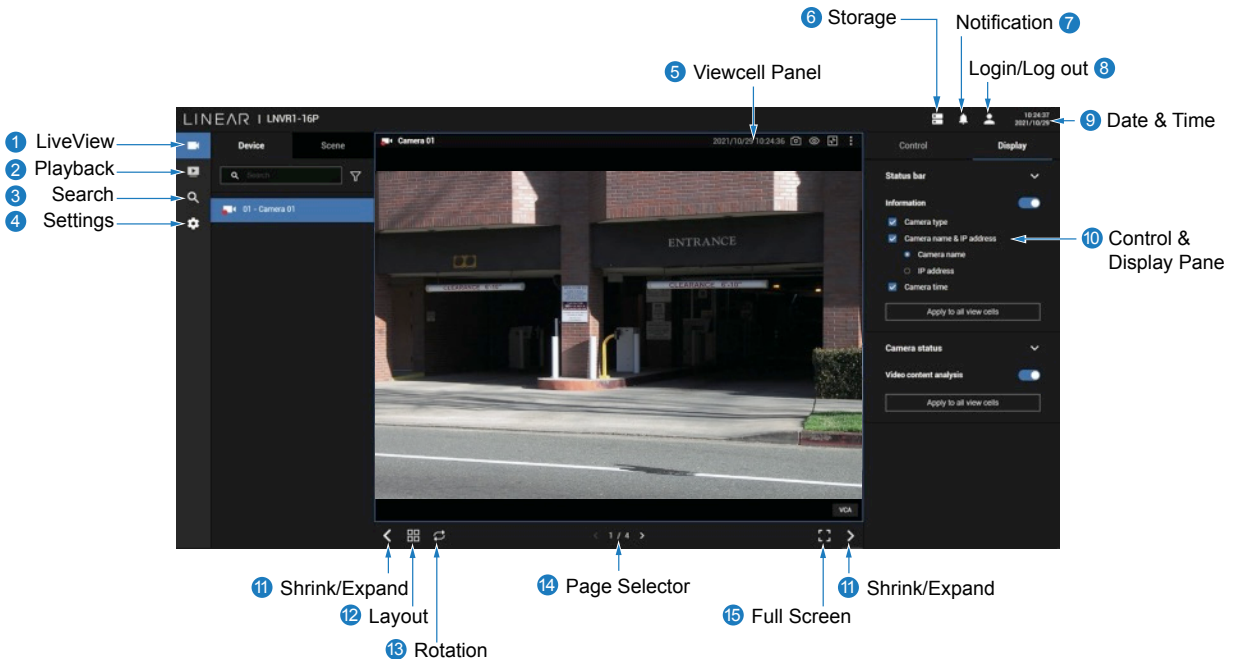 6 Storage
Notification 7
5 Viewcell Panel
Login/Log out 8
LINEAR | LNVR1-16P
10:24:37
2021/10/29
9 Date & Time
1 LiveView
2 Playback
3 Search
4 Settings
Device Scene
Search
01 - Camera 01
Camera 01
2021/10/29 10:24:36
ENTRANCE
CLEARANCE
CLEARANCE
VCA
Control Display
Status bar
Information
Camera type
Camera name & IP address
Camera name
IP address
Camera time
Apply to all view cells
Camera status
Video content analysis
Apply to all view cells
10 Control &
Display Pane
1 / 4
11 Shrink/Expand
12 Layout
13 Rotation
14 Page Selector
15 Full Screen
11 Shrink/Expand